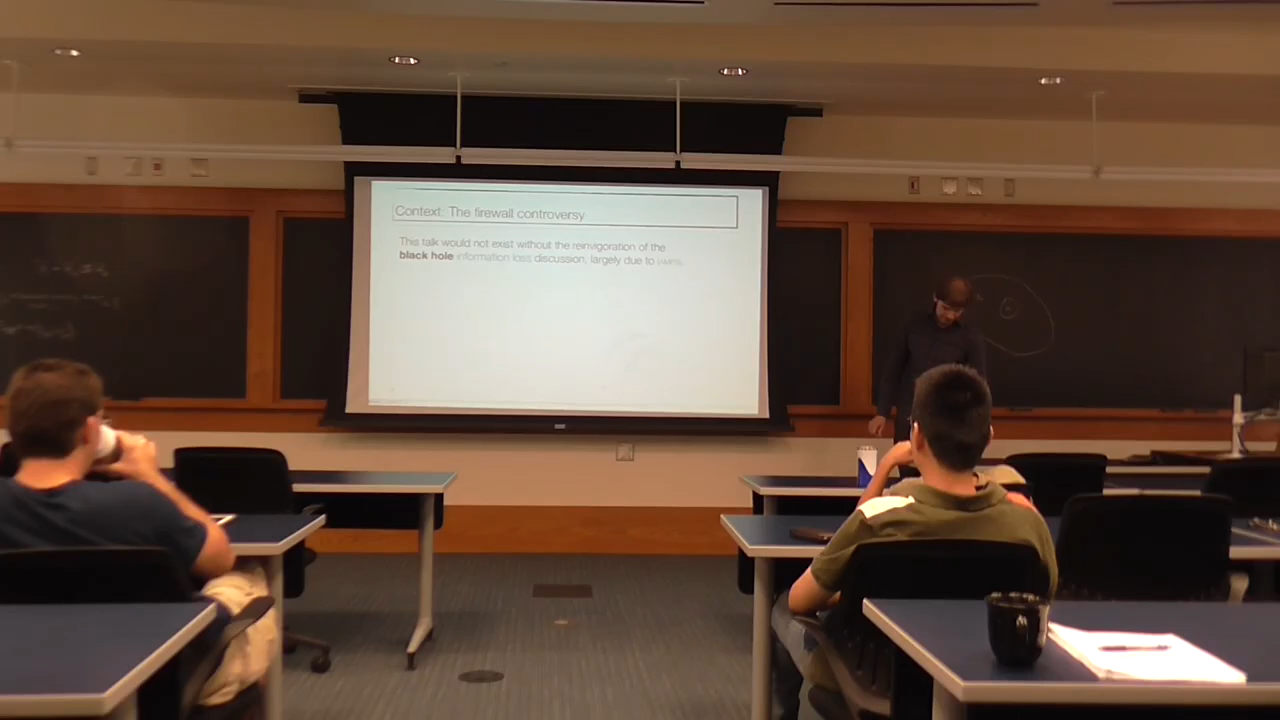 Context: The firewall controversy
This talk would not exist without the reinvigoration of the
black hole information loss discussion, largely due to